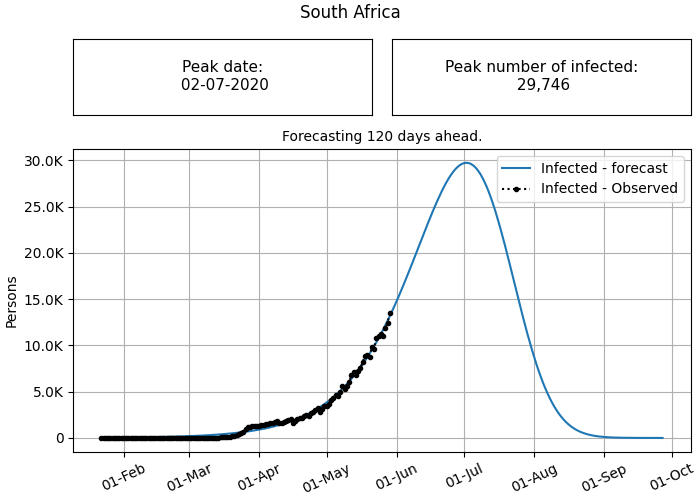 South Africa
Peak date:
02-07-2020
Peak number of infected:
29,746
Forecasting 120 days ahead.
Infected - forecast
Infected - Observed
30.0K
25.0K
20.0K
15.0K
10.0K
5.0K
0
Persons
01-Feb
01-Mar
01-Apr
01-May
01-Jun
01-Jul
01-Aug
01-Sep
01-Oct